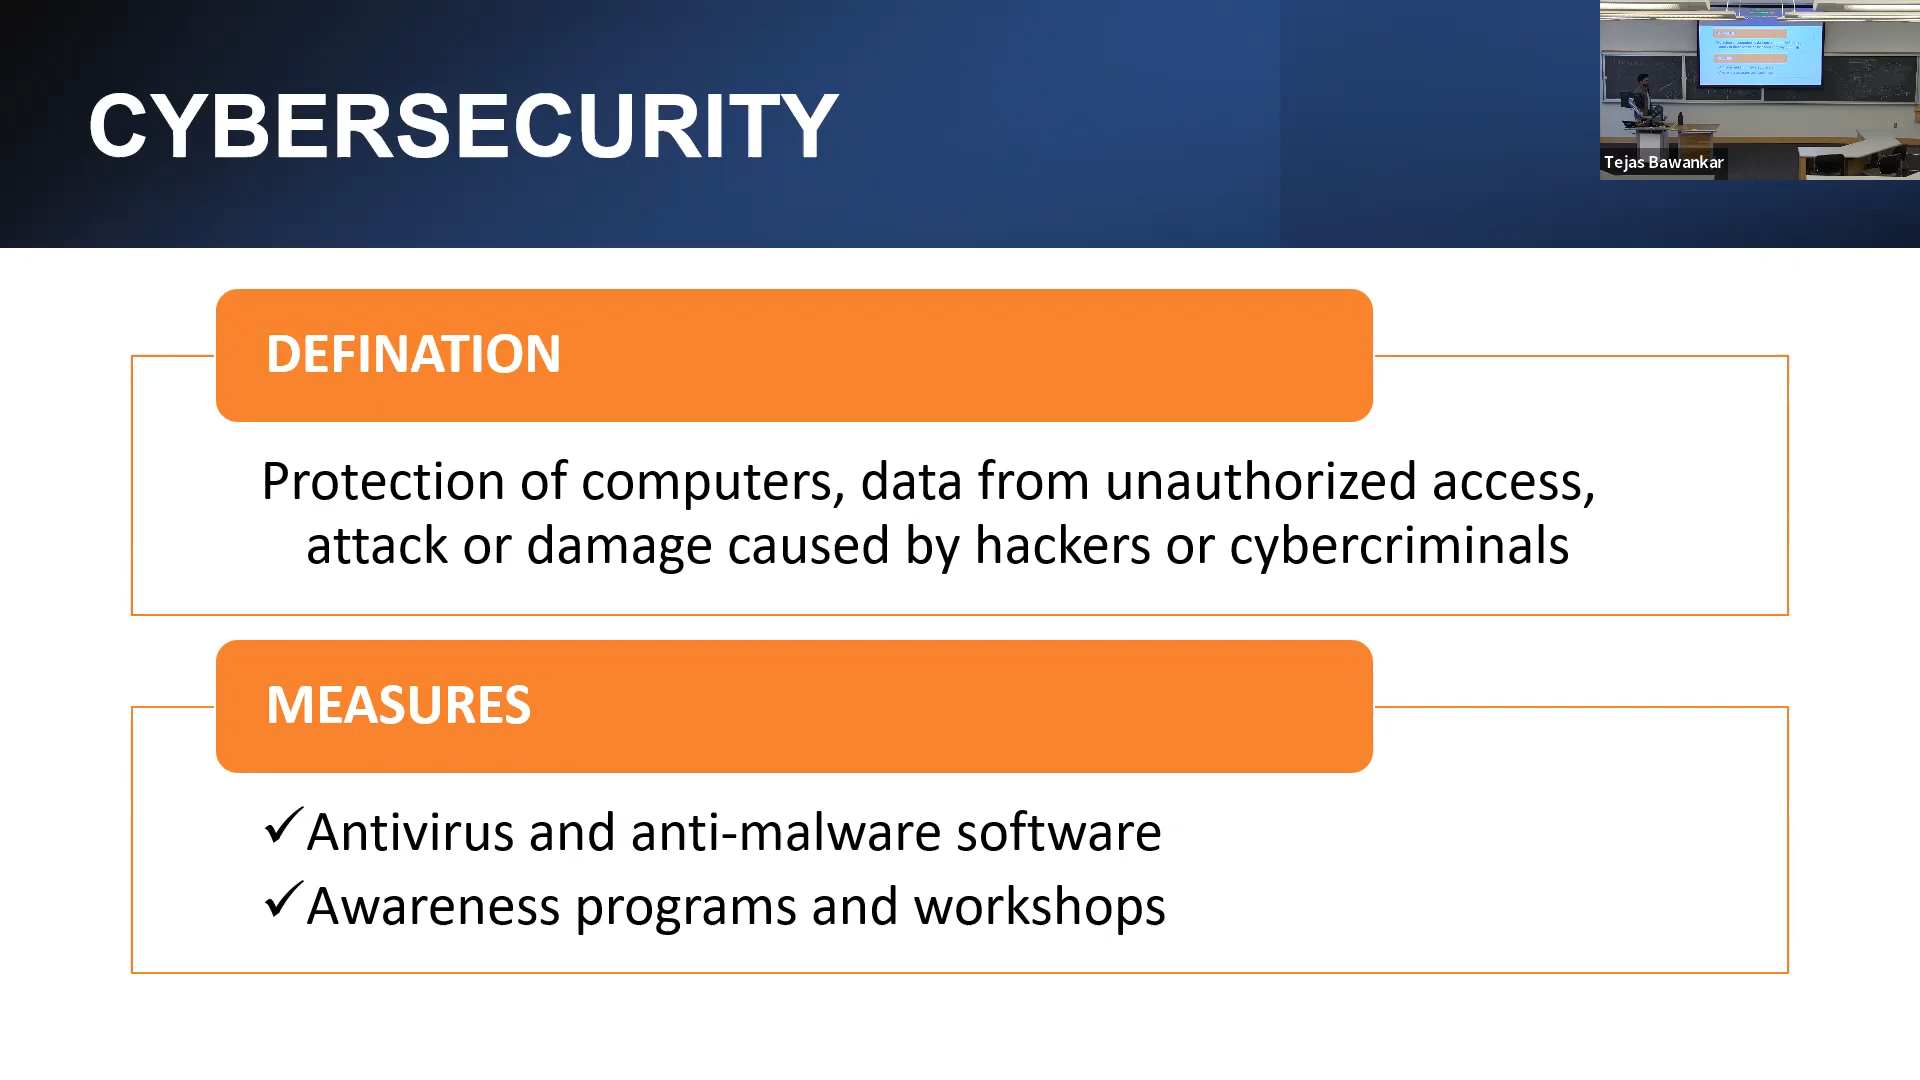 CYBERSECURITY
Tejas Bawankar
DEFINATION
Protection of computers, data from unauthorized access,
attack or damage caused by hackers or cybercriminals
MEASURES
✓Antivirus and anti-malware software
✓Awareness programs and workshops